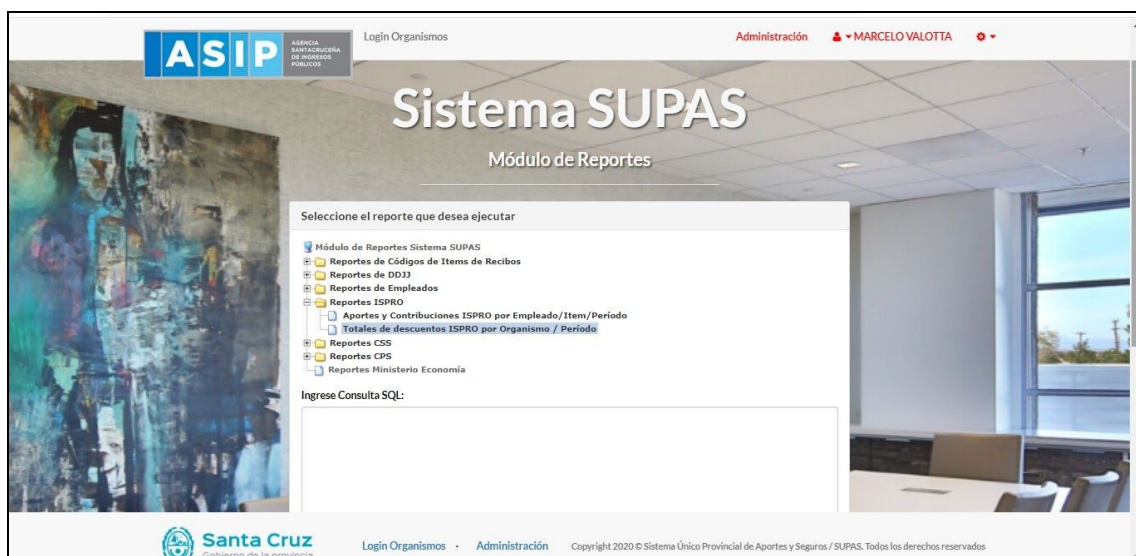 ASIP AGENCIA
SANTACRUCEÑA
DE INGRESOS
PÚBLICOS
Login Organismos
Administración
MARCELO VALOTTA
Sistema SUPAS
Módulo de Reportes
Seleccione el reporte que desea ejecutar
Módulo de Reportes Sistema SUPAS
Reportes de Códigos de Items de Recibos
Reportes de DDJJ
Reportes de Empleados
Reportes ISPRO
Aportes y Contribuciones ISPRO por Empleado/Item/Período
Totales de descuentos ISPRO por Organismo / Período
Reportes CSS
Reportes CPS
Reportes Ministerio Economía
Ingrese Consulta SQL:
Santa Cruz
Gobierno de la provincia
Login Organismos · Administración Copyright 2020 © Sistema Único Provincial de Aportes y Seguros / SUPAS. Todos los derechos reservados